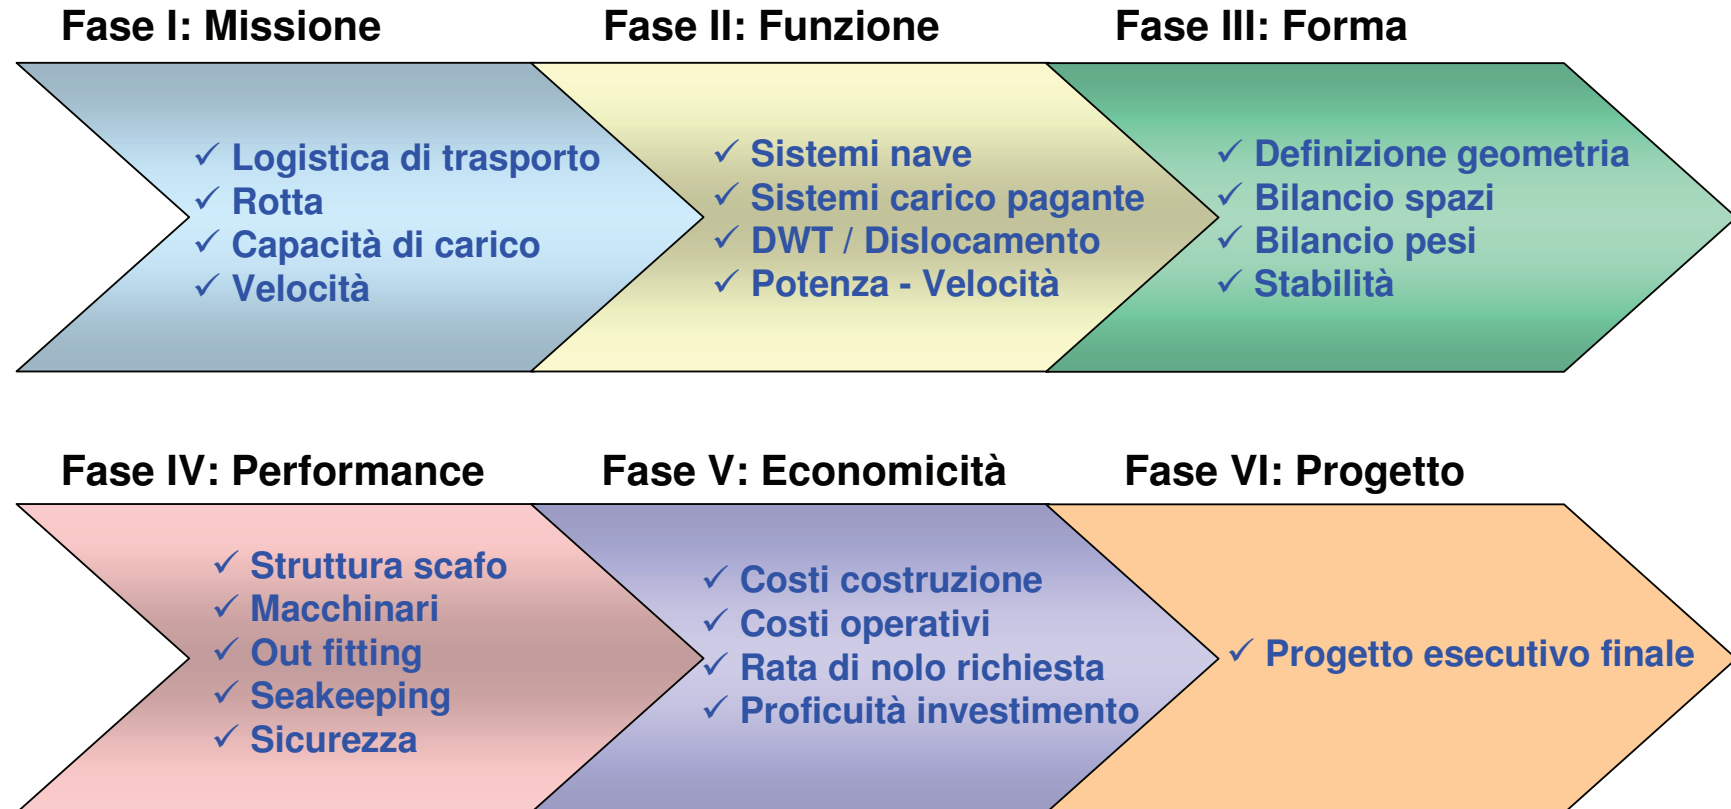 Fase I: Missione
✓ Logistica di trasporto
✓ Rotta
✓ Capacità di carico
✓ Velocità
Fase II: Funzione
✓ Sistemi nave
✓ Sistemi carico pagante
✓ DWT / Dislocamento
✓ Potenza - Velocità
Fase III: Forma
✓ Definizione geometria
✓ Bilancio spazi
✓ Bilancio pesi
✓ Stabilità
Fase IV: Performance
✓ Struttura scafo
✓ Macchinari
✓ Out fitting
✓ Seakeeping
✓ Sicurezza
Fase V: Economicità
✓ Costi costruzione
✓ Costi operativi
✓ Rata di nolo richiesta
✓ Proficuità investimento
Fase VI: Progetto
✓ Progetto esecutivo finale